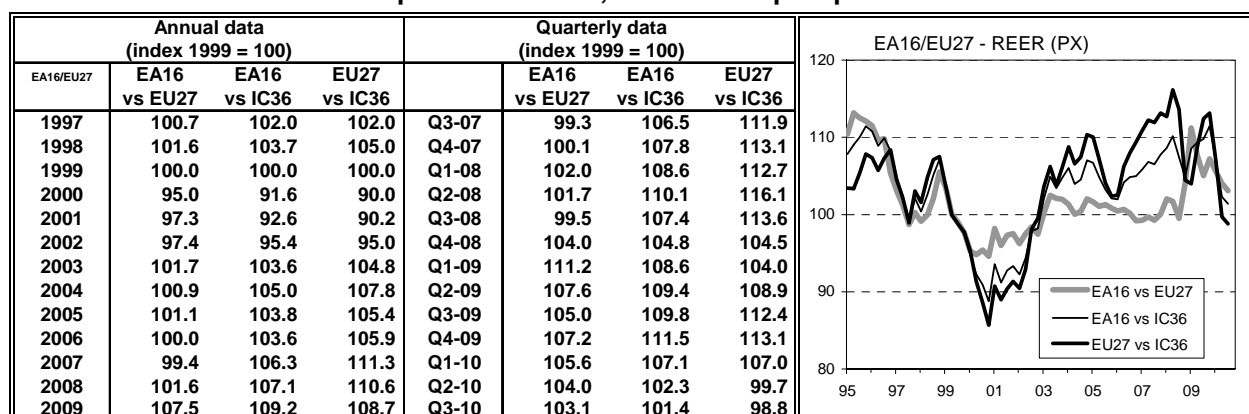 Annual data Quarterly data
(index 1999 = 100) (index 1999 = 100)
EA16/EU27 EA16 EA16 EU27 EA16 EA16 EU27
vs EU27 vs IC36 vs IC36 vs EU27 vs IC36 vs IC36
1997 100.7 102.0 102.0 Q3-07 99.3 106.5 111.9
1998 101.6 103.7 105.0 Q4-07 100.1 107.8 113.1
1999 100.0 100.0 100.0 Q1-08 102.0 108.6 112.7
2000 95.0 91.6 90.0 Q2-08 101.7 110.1 116.1
2001 97.3 92.6 90.2 Q3-08 99.5 107.4 113.6
2002 97.4 95.4 95.0 Q4-08 104.0 104.8 104.5
2003 101.7 103.6 104.8 Q1-09 111.2 108.6 104.0
2004 100.9 105.0 107.8 Q2-09 107.6 109.4 108.9
2005 101.1 103.8 105.4 Q3-09 105.0 109.8 112.4
2006 100.0 103.6 105.9 Q4-09 107.2 111.5 113.1
2007 99.4 106.3 111.3 Q1-10 105.6 107.1 107.0
2008 101.6 107.1 110.6 Q2-10 104.0 102.3 99.7
2009 107.5 109.2 108.7 Q3-10 103.1 101.4 98.8
EA16/EU27 - REER (PX)
120
110
100
90
80
EA16 vs EU27
EA16 vs IC36
EU27 vs IC36
95 97 99 01 03 05 07 09